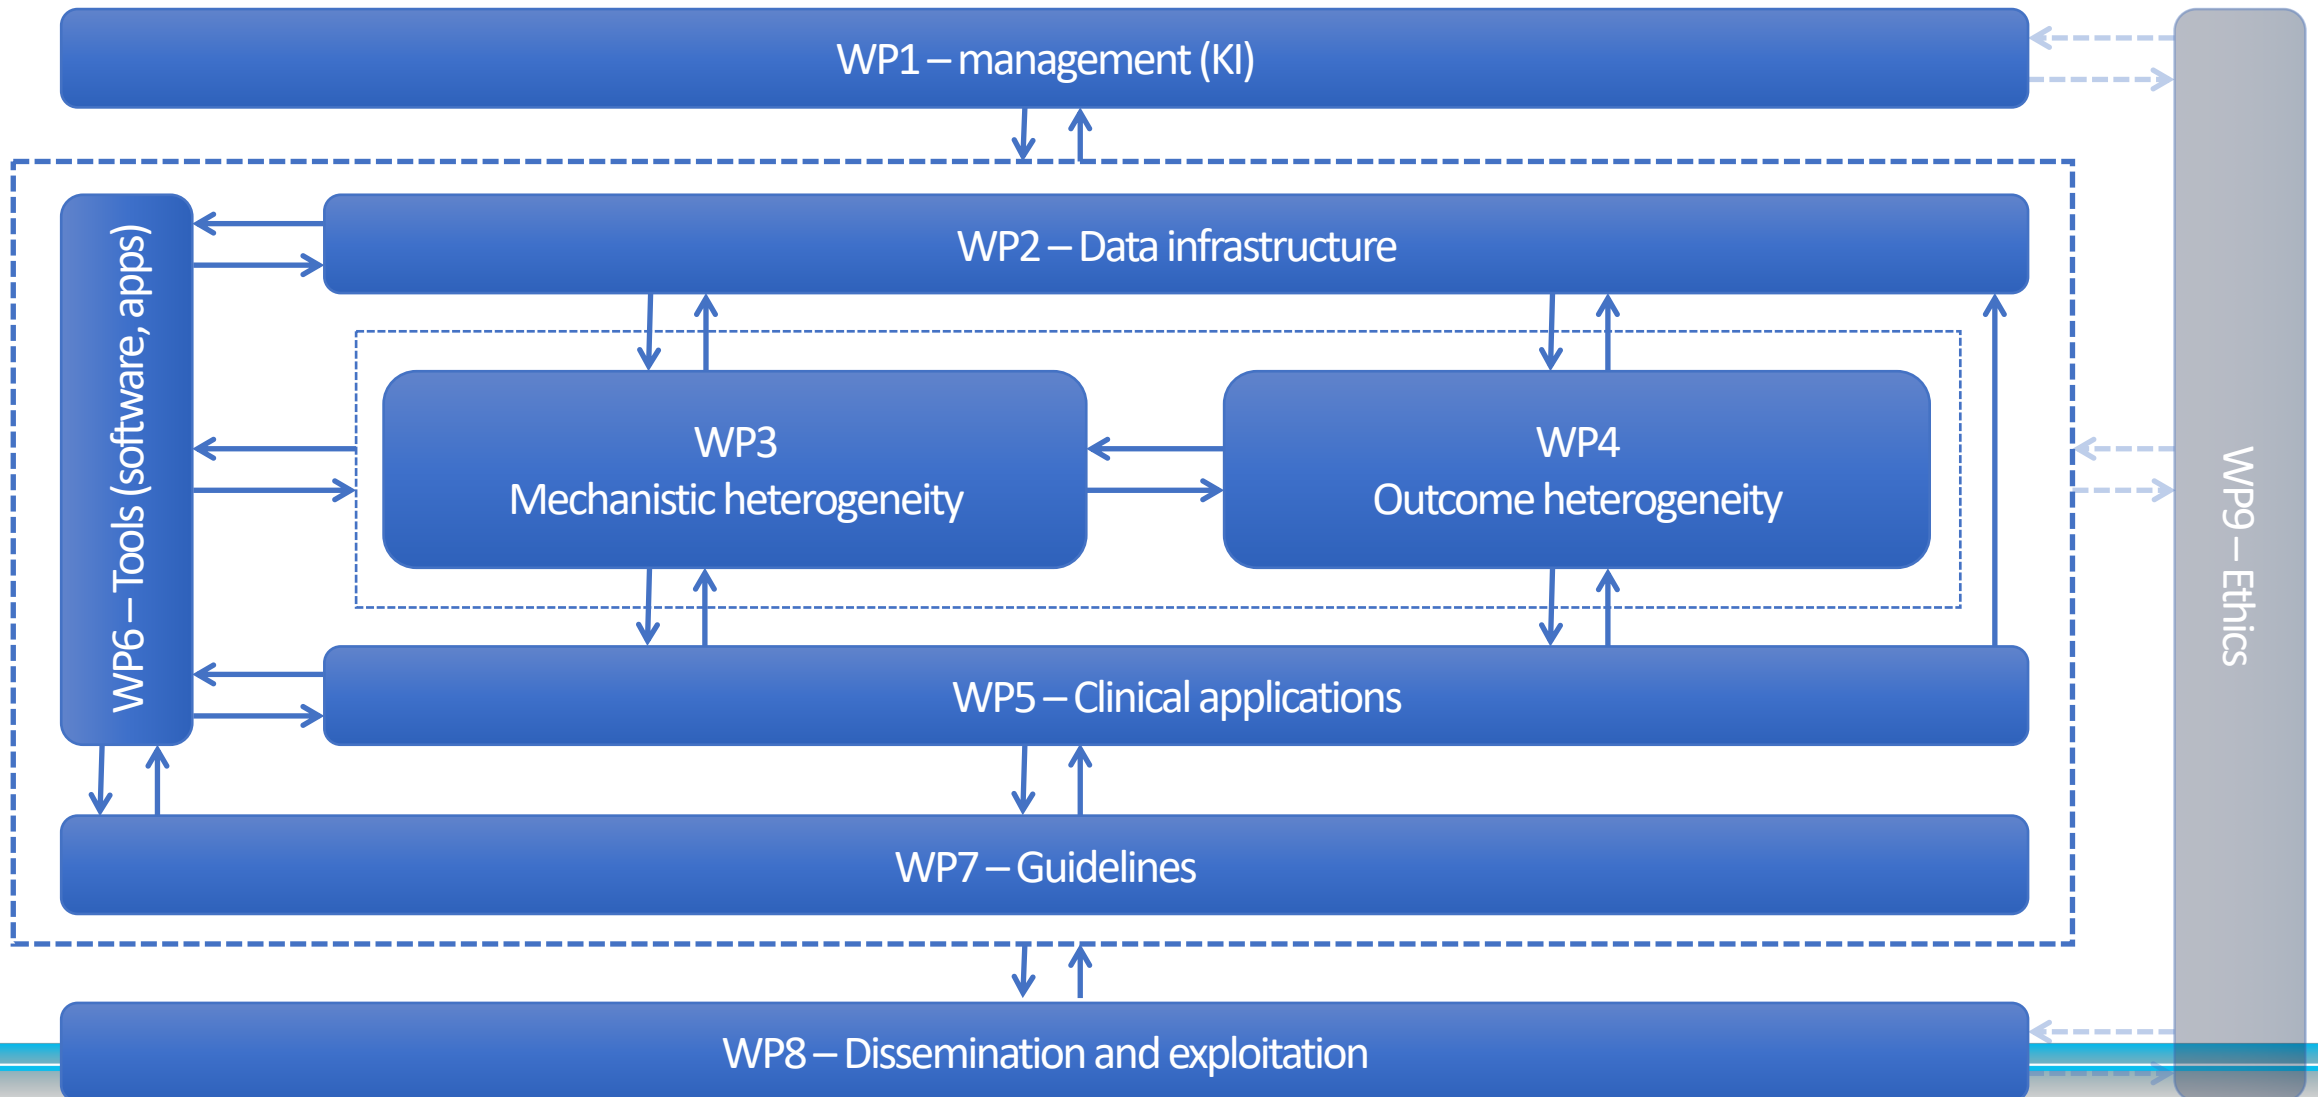 WP1 – management (KI)
WP2 – Data infrastructure
WP6 – Tools (software, apps)
WP3
Mechanistic heterogeneity
WP4
Outcome heterogeneity
WP9 – Ethics
WP5 – Clinical applications
WP7 – Guidelines
WP8 – Dissemination and exploitation